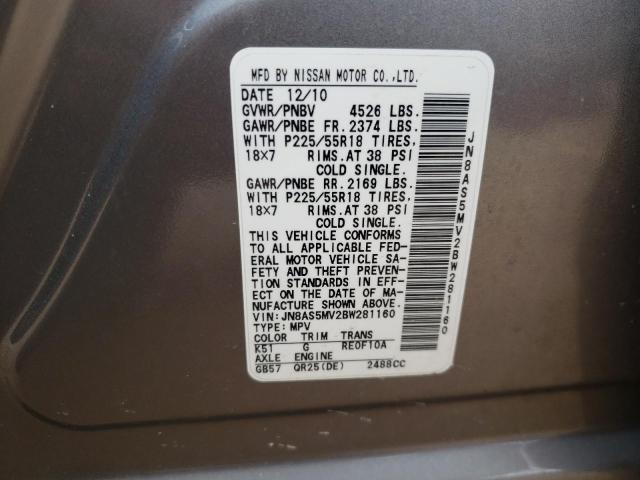 MFD BY NISSAN MOTOR CO.,LTD.
DATE 12/10
GVWR/PNBV 4526 LBS.
GAWR/PNBE FR.2374 LBS.
WITH P225/55R18 TIRES,
18X7 RIMS.AT 38 PSI
COLD SINGLE.
GAWR/PNBE RR.2169 LBS.
WITH P225/55R18 TIRES,
18X7 RIMS.AT 38 PSI
COLD SINGLE.
THIS VEHICLE CONFORMS
TO ALL APPLICABLE FED-
ERAL MOTOR VEHICLE SA-
FETY AND THEFT PREVEN-
TION STANDARDS IN EFF-
ECT ON THE DATE OF MA-
NUFACTURE SHOWN ABOVE.
VIN:JN8AS5MV2BW281160
TYPE:MPV
COLOR TRIM TRANS
K51 G RE0F10A
AXLE ENGINE
GB57 QR25(DE) 2488CC
JN8AS5MV2BW281160